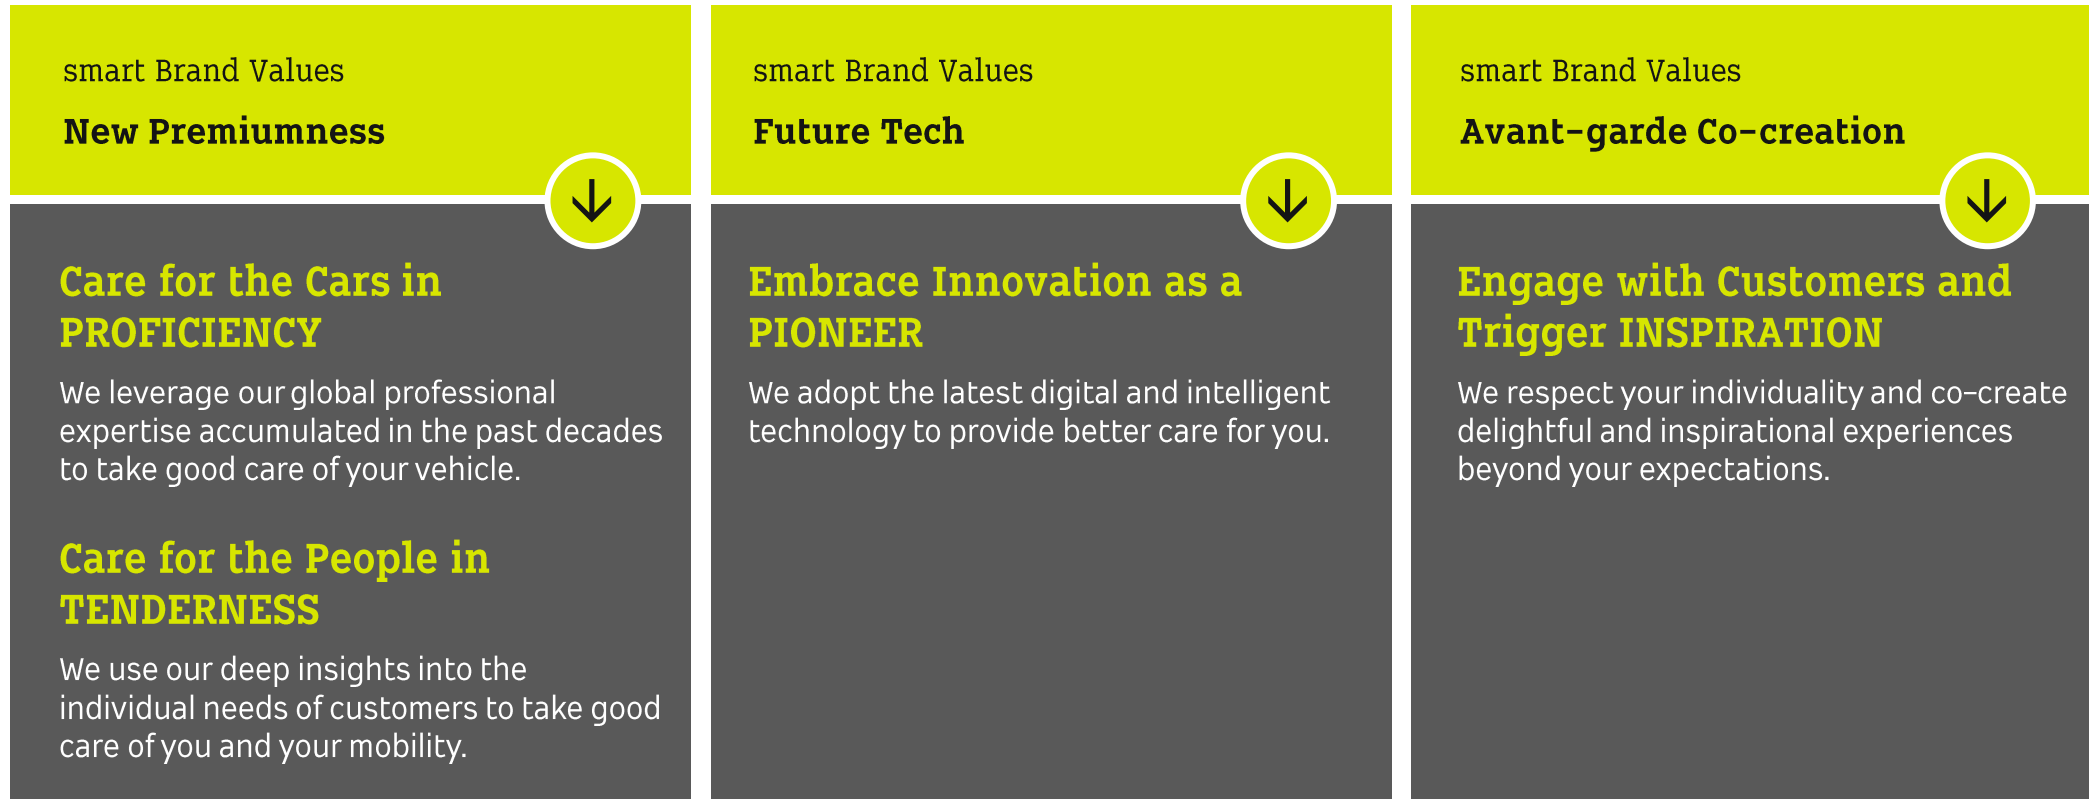 smart Brand Values
New Premiumness
Care for the Cars in
PROFICIENCY
We leverage our global professional
expertise accumulated in the past decades
to take good care of your vehicle.
Care for the People in
TENDERNESS
We use our deep insights into the
individual needs of customers to take good
care of you and your mobility.
smart Brand Values
Future Tech
Embrace Innovation as a
PIONEER
We adopt the latest digital and intelligent
technology to provide better care for you.
smart Brand Values
Avant-garde Co-creation
Engage with Customers and
Trigger INSPIRATION
We respect your individuality and co-create
delightful and inspirational experiences
beyond your expectations.